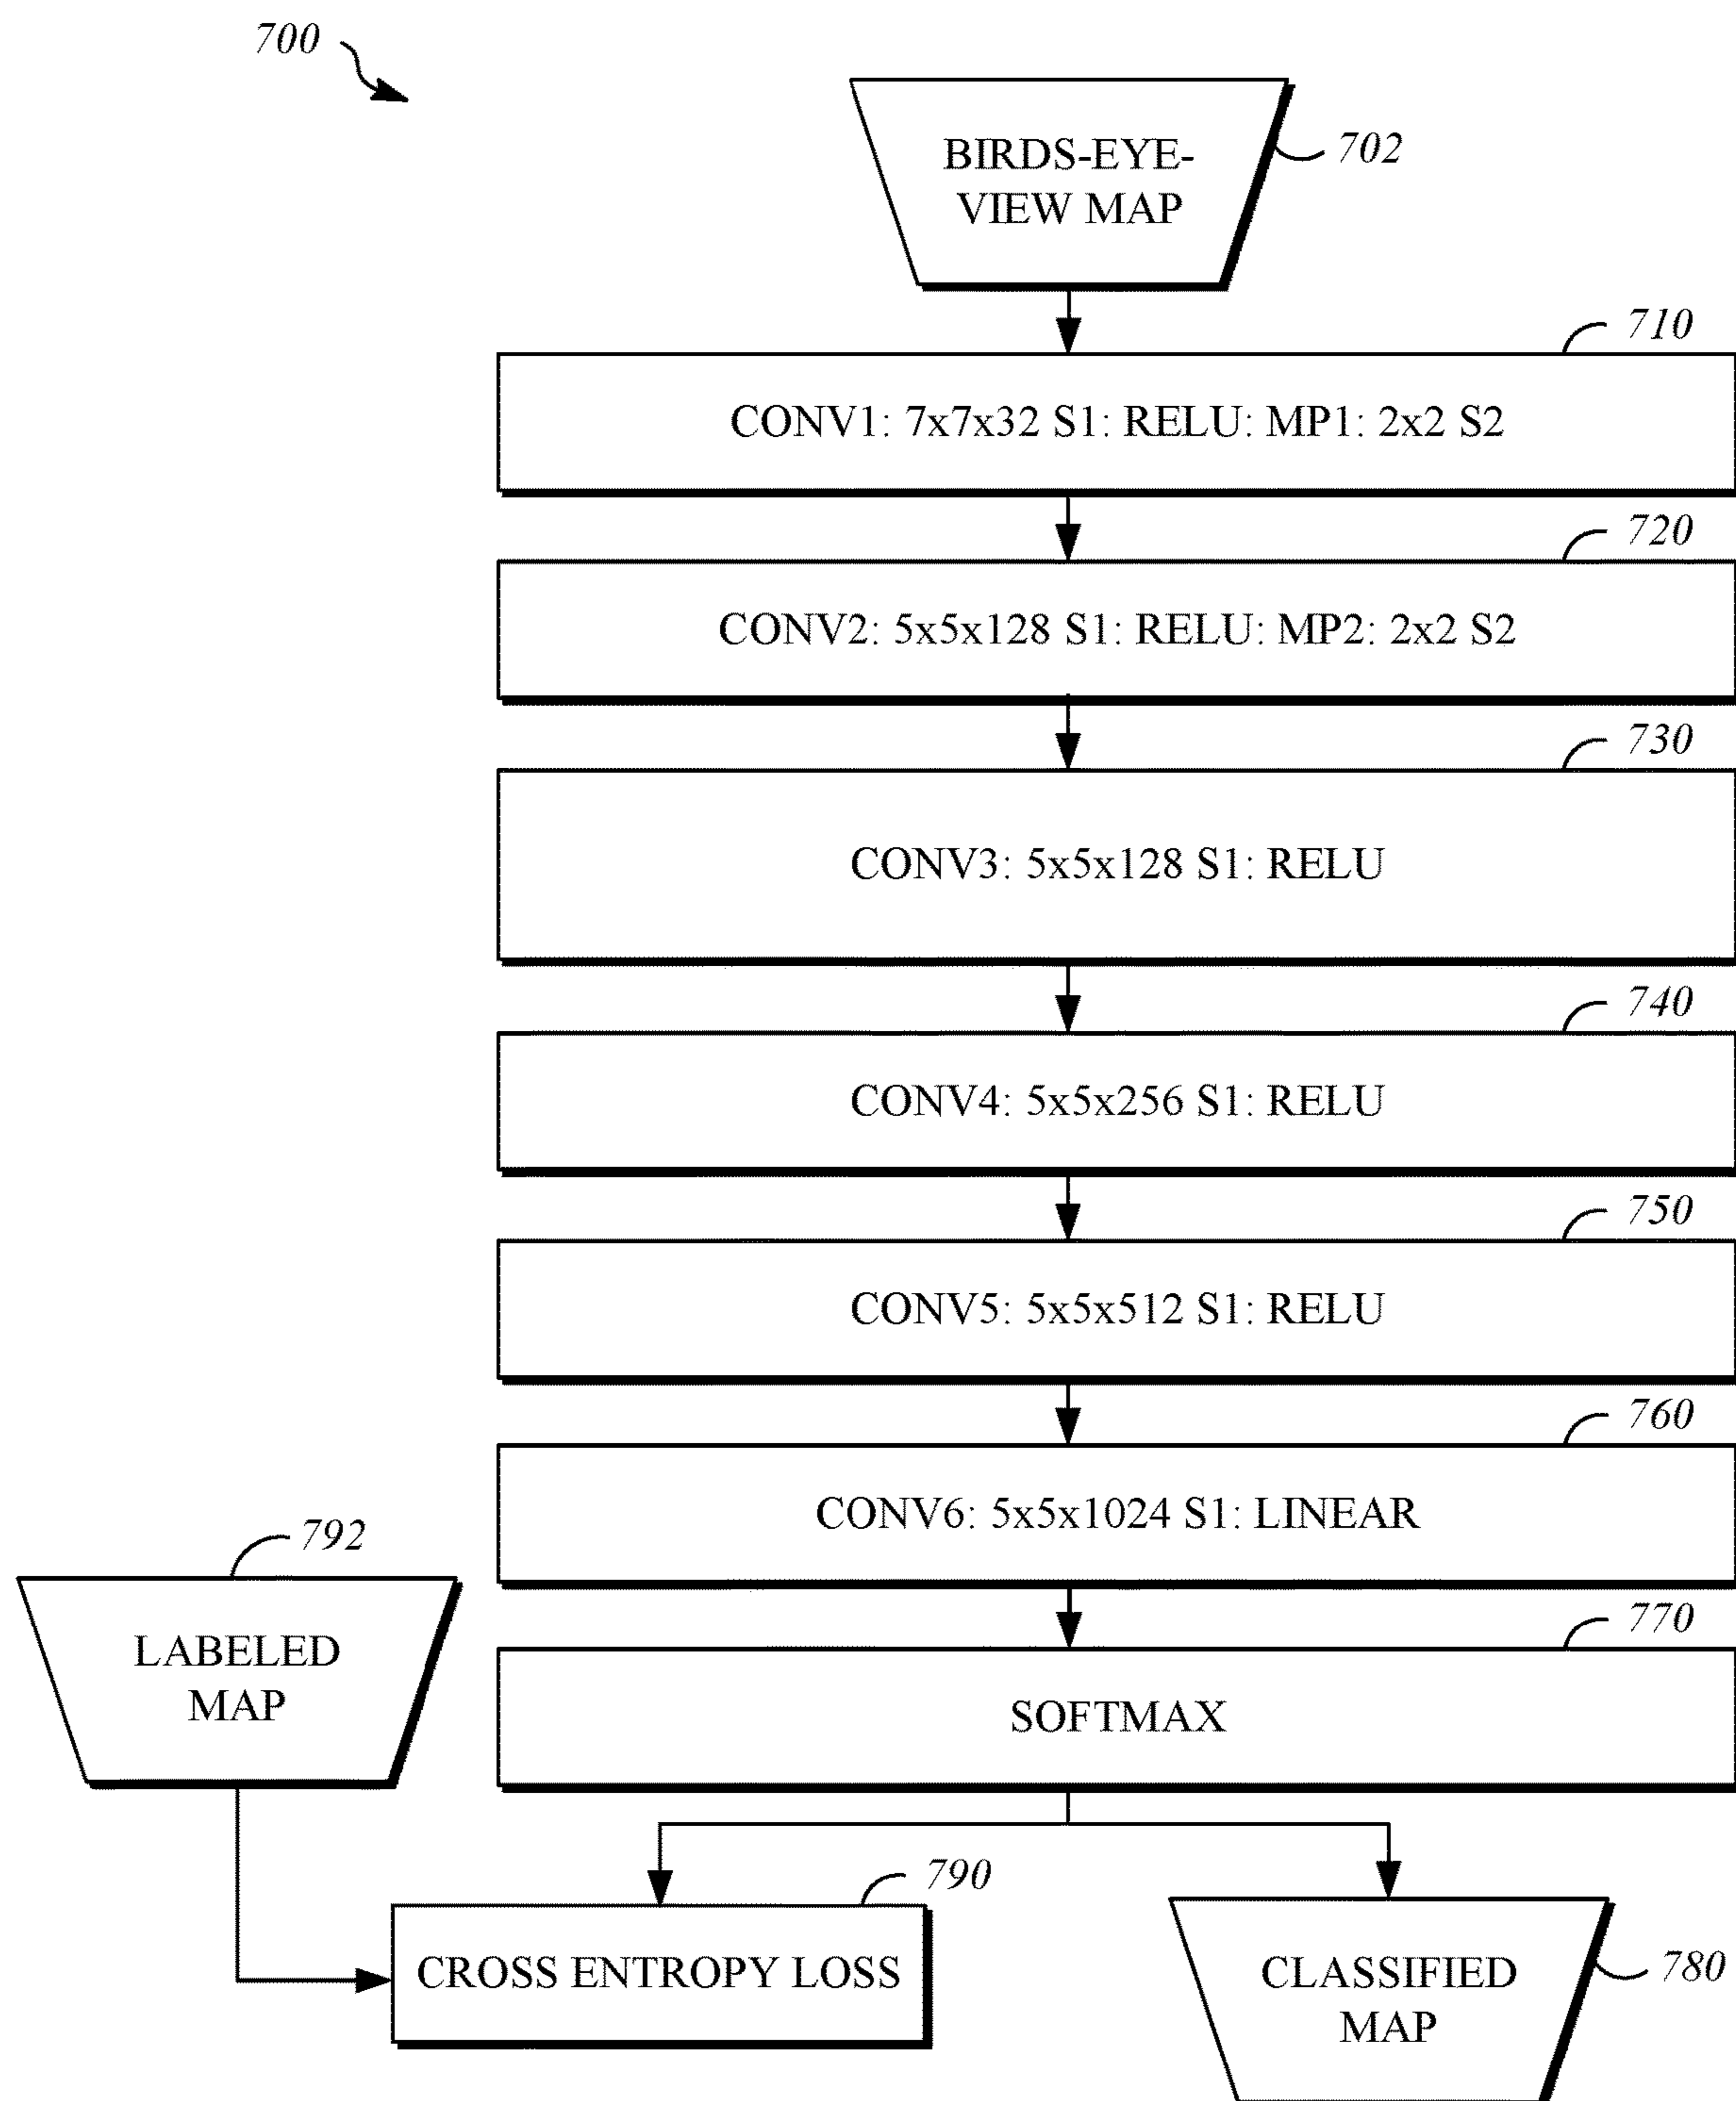 700
BIRDS-EYE-
VIEW MAP
702
710
CONV1: 7x7x32 S1: RELU: MP1: 2x2 S2
720
CONV2: 5x5x128 S1: RELU: MP2: 2x2 S2
730
CONV3: 5x5x128 S1: RELU
740
CONV4: 5x5x256 S1: RELU
750
CONV5: 5x5x512 S1: RELU
760
CONV6: 5x5x1024 S1: LINEAR
792
LABELED
MAP
770
SOFTMAX
790
CROSS ENTROPY LOSS
CLASSIFIED
MAP
780